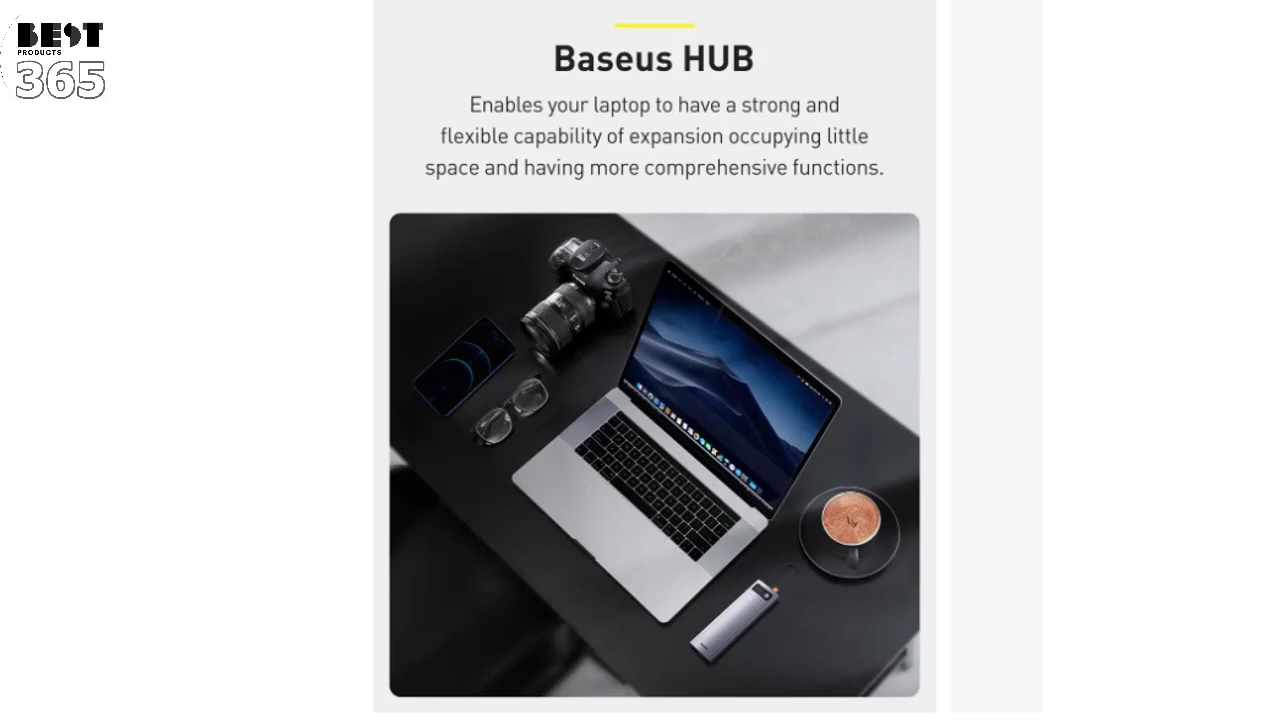 BEST
PRODUCTS
365
Baseus HUB
Enables your laptop to have a strong and
flexible capability of expansion occupying little
space and having more comprehensive functions.